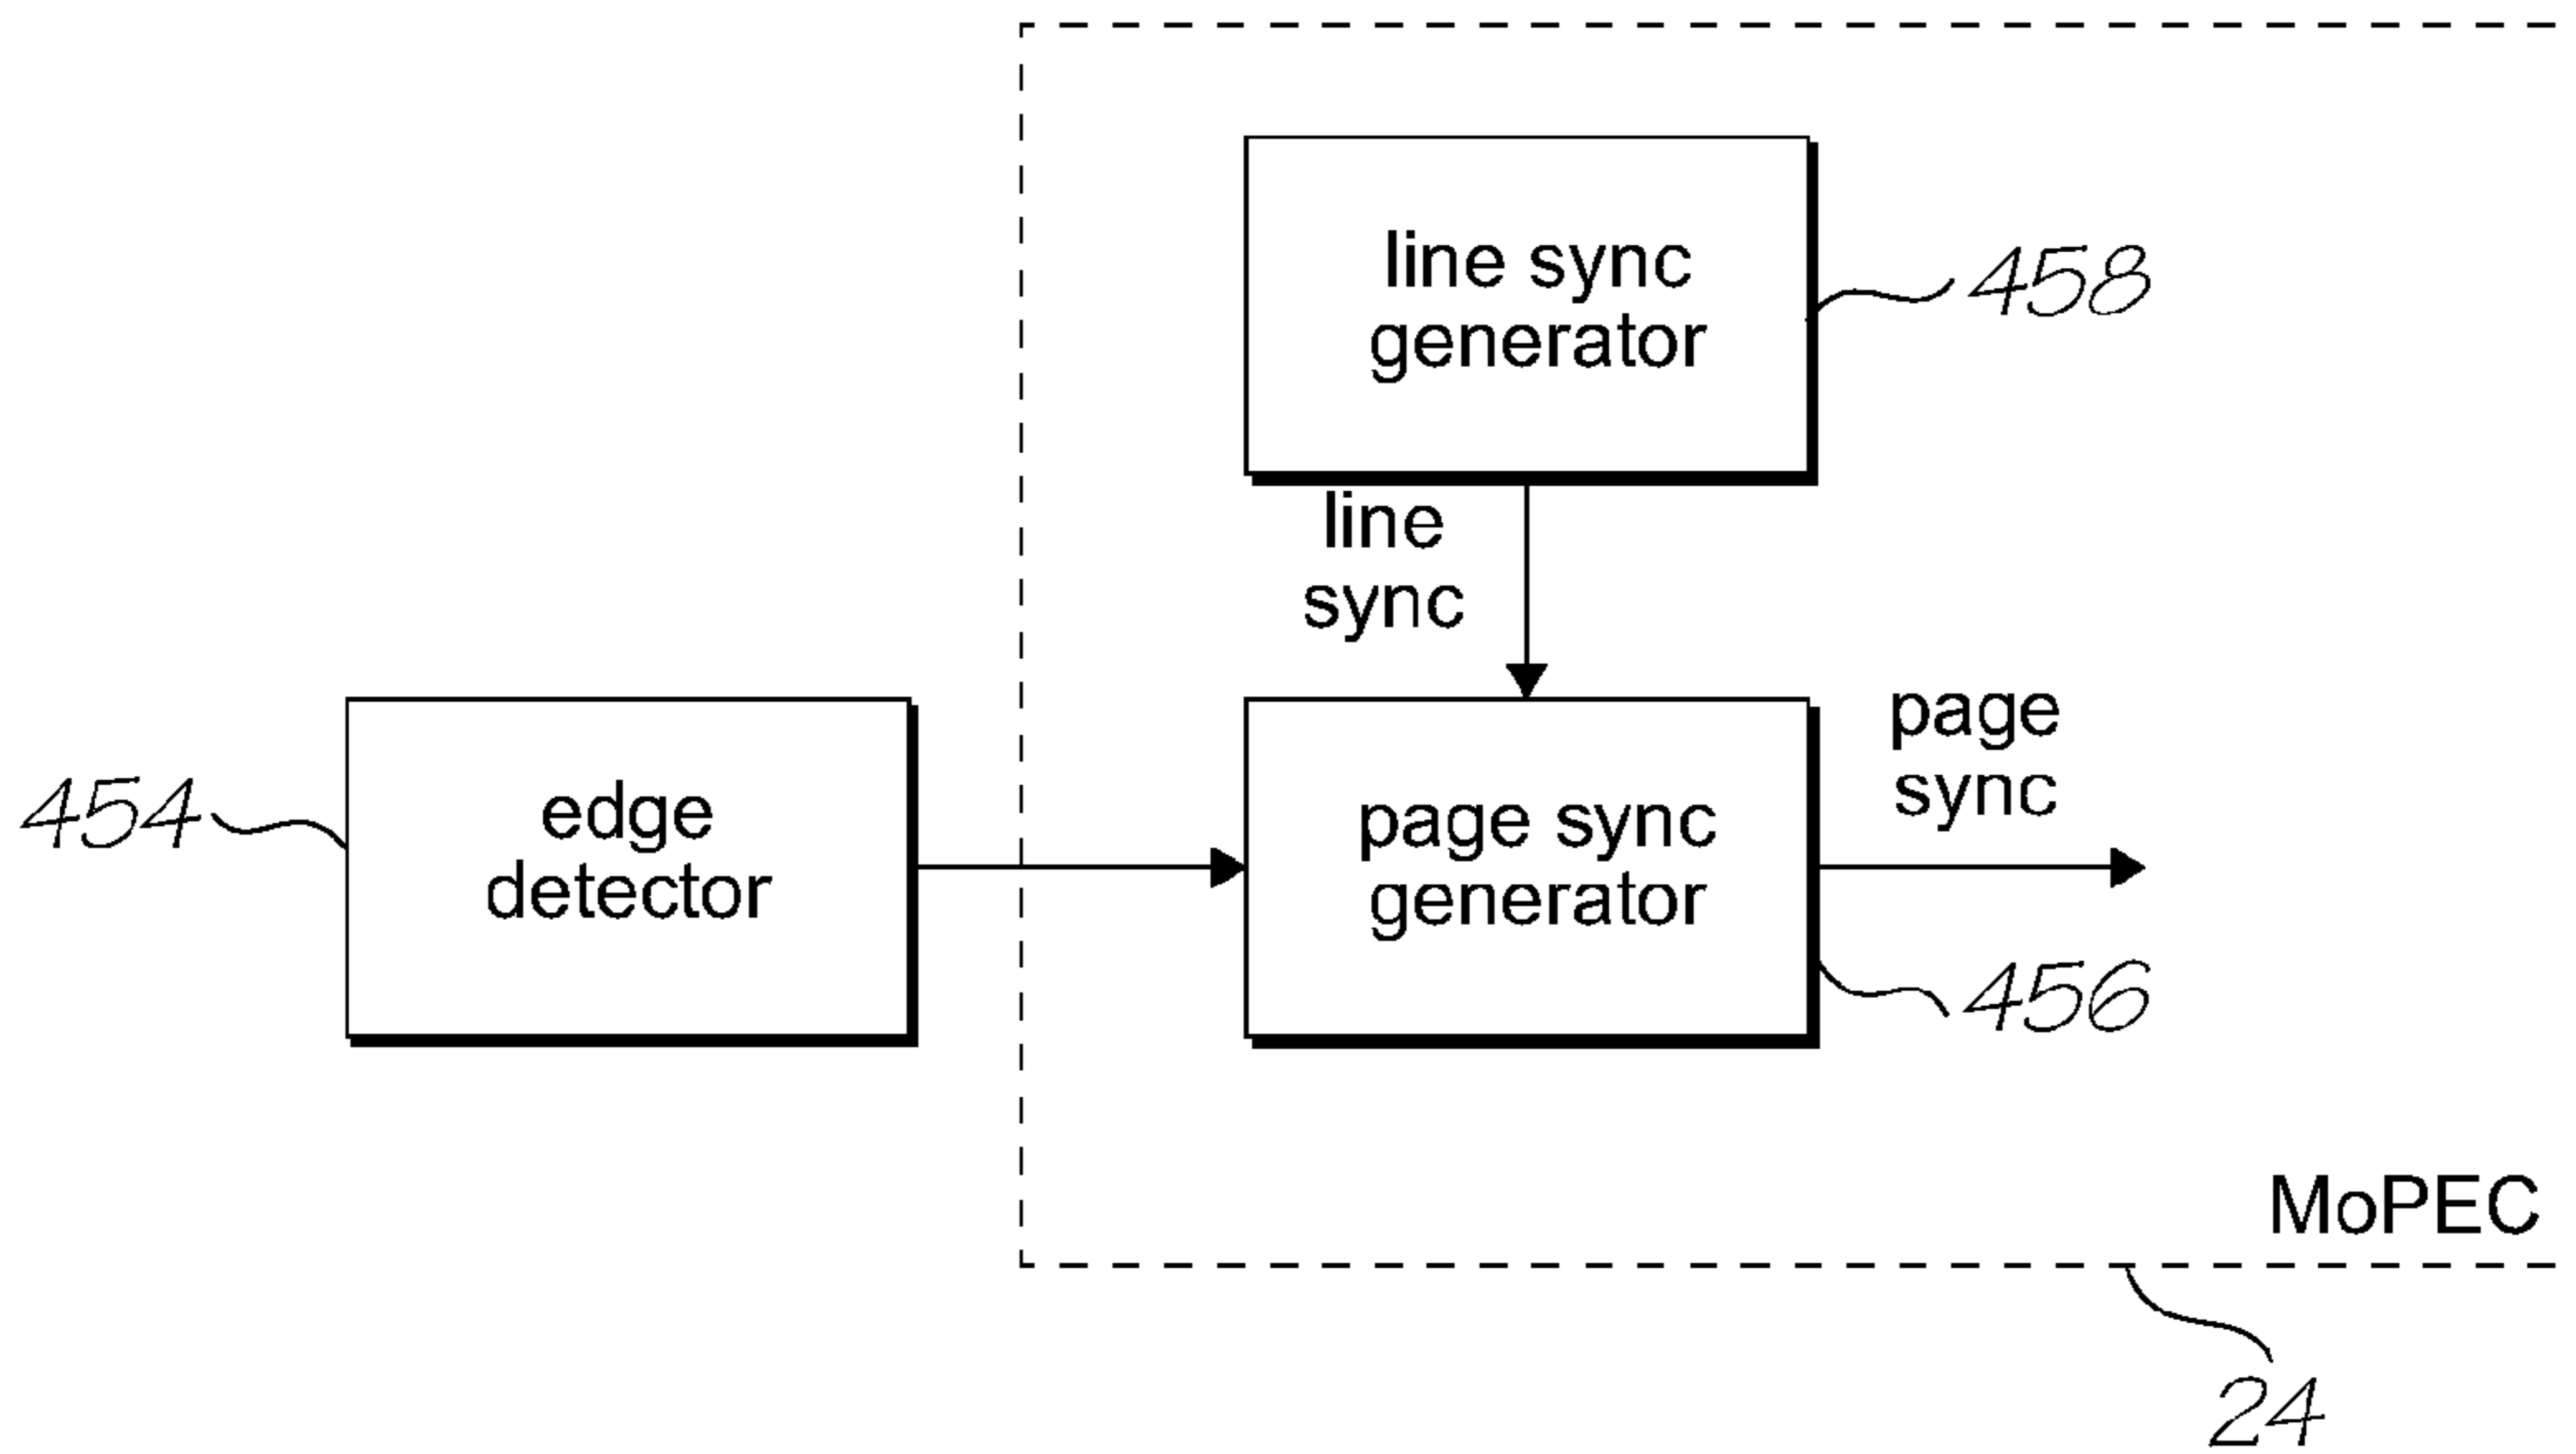 line sync
generator
458
line
sync
page
sync
454
edge
detector
page sync
generator
456
MoPEC
24